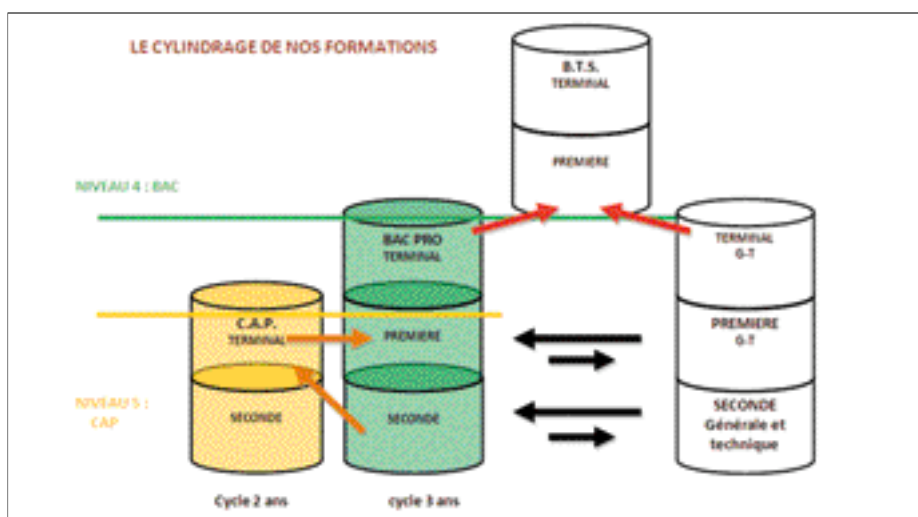 LE CYLINDRAGE DE NOS FORMATIONS
B.T.S.
TERMINAL
PREMIERE
NIVEAU 4 : BAC
BAC PRO
TERMINAL
TERMINAL
G-T
C.A.P.
TERMINAL
PREMIERE
PREMIERE
G-T
NIVEAU 5 :
CAP
SECONDE
SECONDE
SECONDE
Générale et
technique
Cycle 2 ans
cycle 3 ans